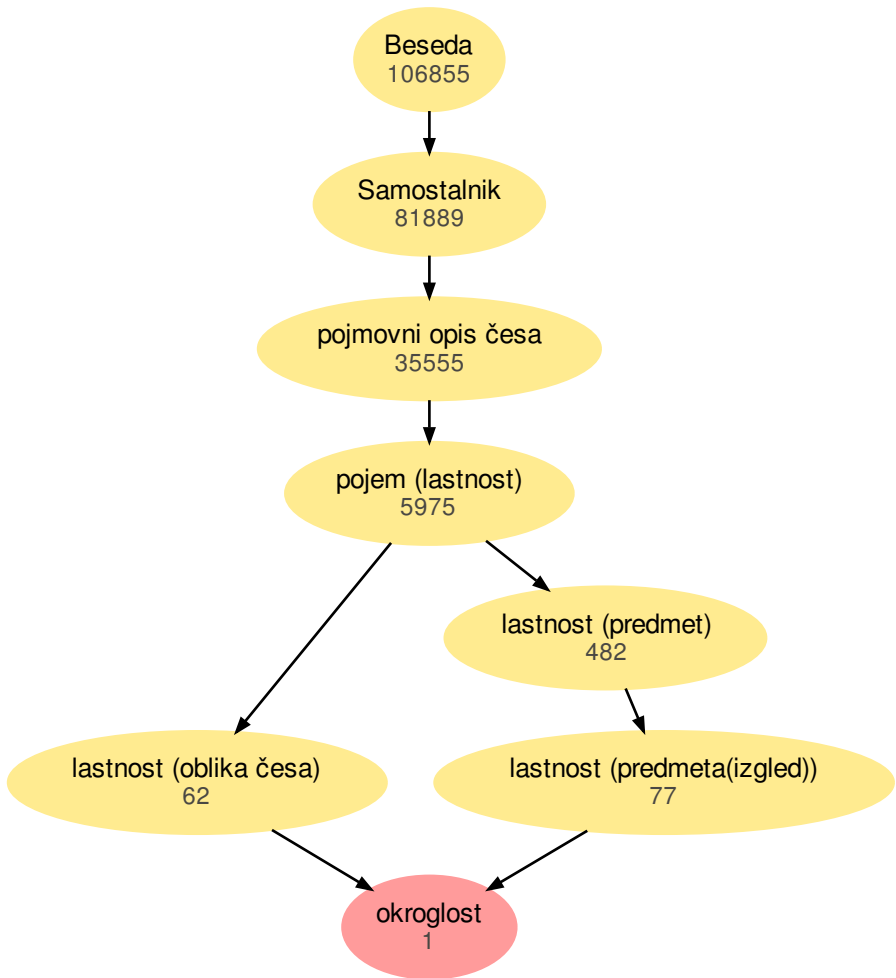 Beseda
106855
Samostalnik
81889
pojmovni opis česa
35555
pojem (lastnost)
5975
lastnost (predmet)
482
lastnost (oblika česa)
62
lastnost (predmeta(izgled))
77
okroglost
1